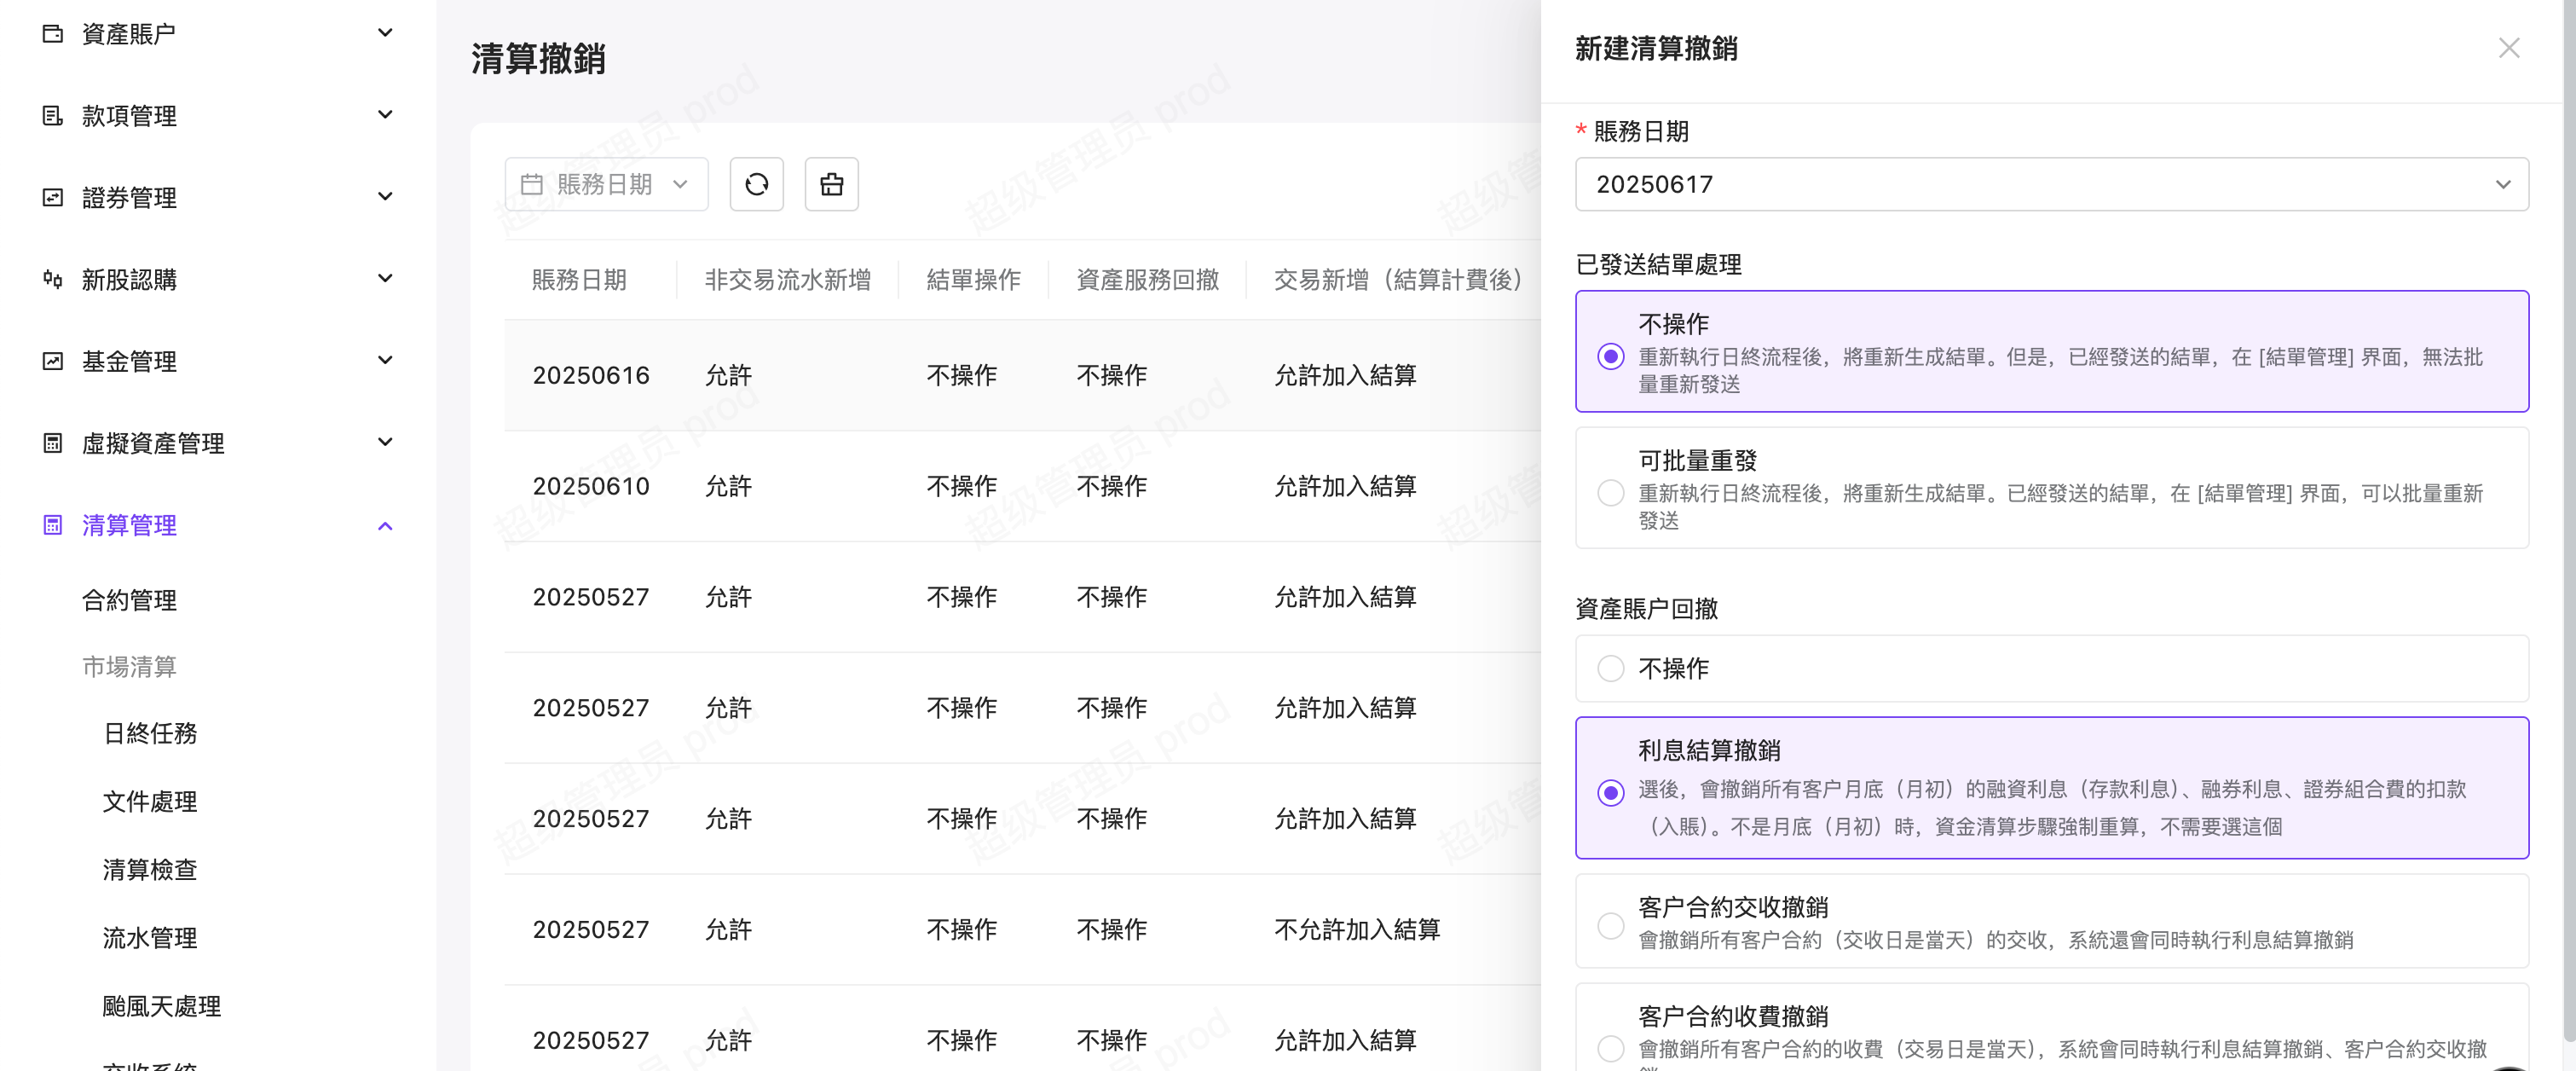 資產賬户
款項管理
證券管理
新股認購
基金管理
虛擬資產管理
清算管理
合約管理
市場清算
日終任務
文件處理
清算檢查
流水管理
颱風天處理
清算撤銷
賬務日期
賬務日期 非交易流水新增 結單操作 資產服務回撤 交易新增（結算計費後）
20250616 允許 不操作 不操作 允許加入結算
20250610 允許 不操作 不操作 允許加入結算
20250527 允許 不操作 不操作 允許加入結算
20250527 允許 不操作 不操作 允許加入結算
20250527 允許 不操作 不操作 允許加入結算
20250527 允許 不操作 不操作 不允許加入結算
20250527 允許 不操作 不操作 允許加入結算
超级管理员 prod
新建清算撤銷
* 賬務日期
20250617
已發送結單處理
不操作
重新執行日終流程後，將重新生成結單。但是，已經發送的結單，在 [結單管理] 界面，無法批
量重新發送
可批量重發
重新執行日終流程後，將重新生成結單。已經發送的結單，在 [結單管理] 界面，可以批量重新
發送
資產賬户回撤
不操作
利息結算撤銷
選後，會撤銷所有客户月底（月初）的融資利息（存款利息）、融券利息、證券組合費的扣款
（入賬）。不是月底（月初）時，資金清算步驟強制重算，不需要選這個
客户合約交收撤銷
會撤銷所有客户合約（交收日是當天）的交收，系統還會同時執行利息結算撤銷
客户合約收費撤銷
會撤銷所有客户合約的收費（交易日是當天），系統會同時執行利息結算撤銷、客户合約交收撤